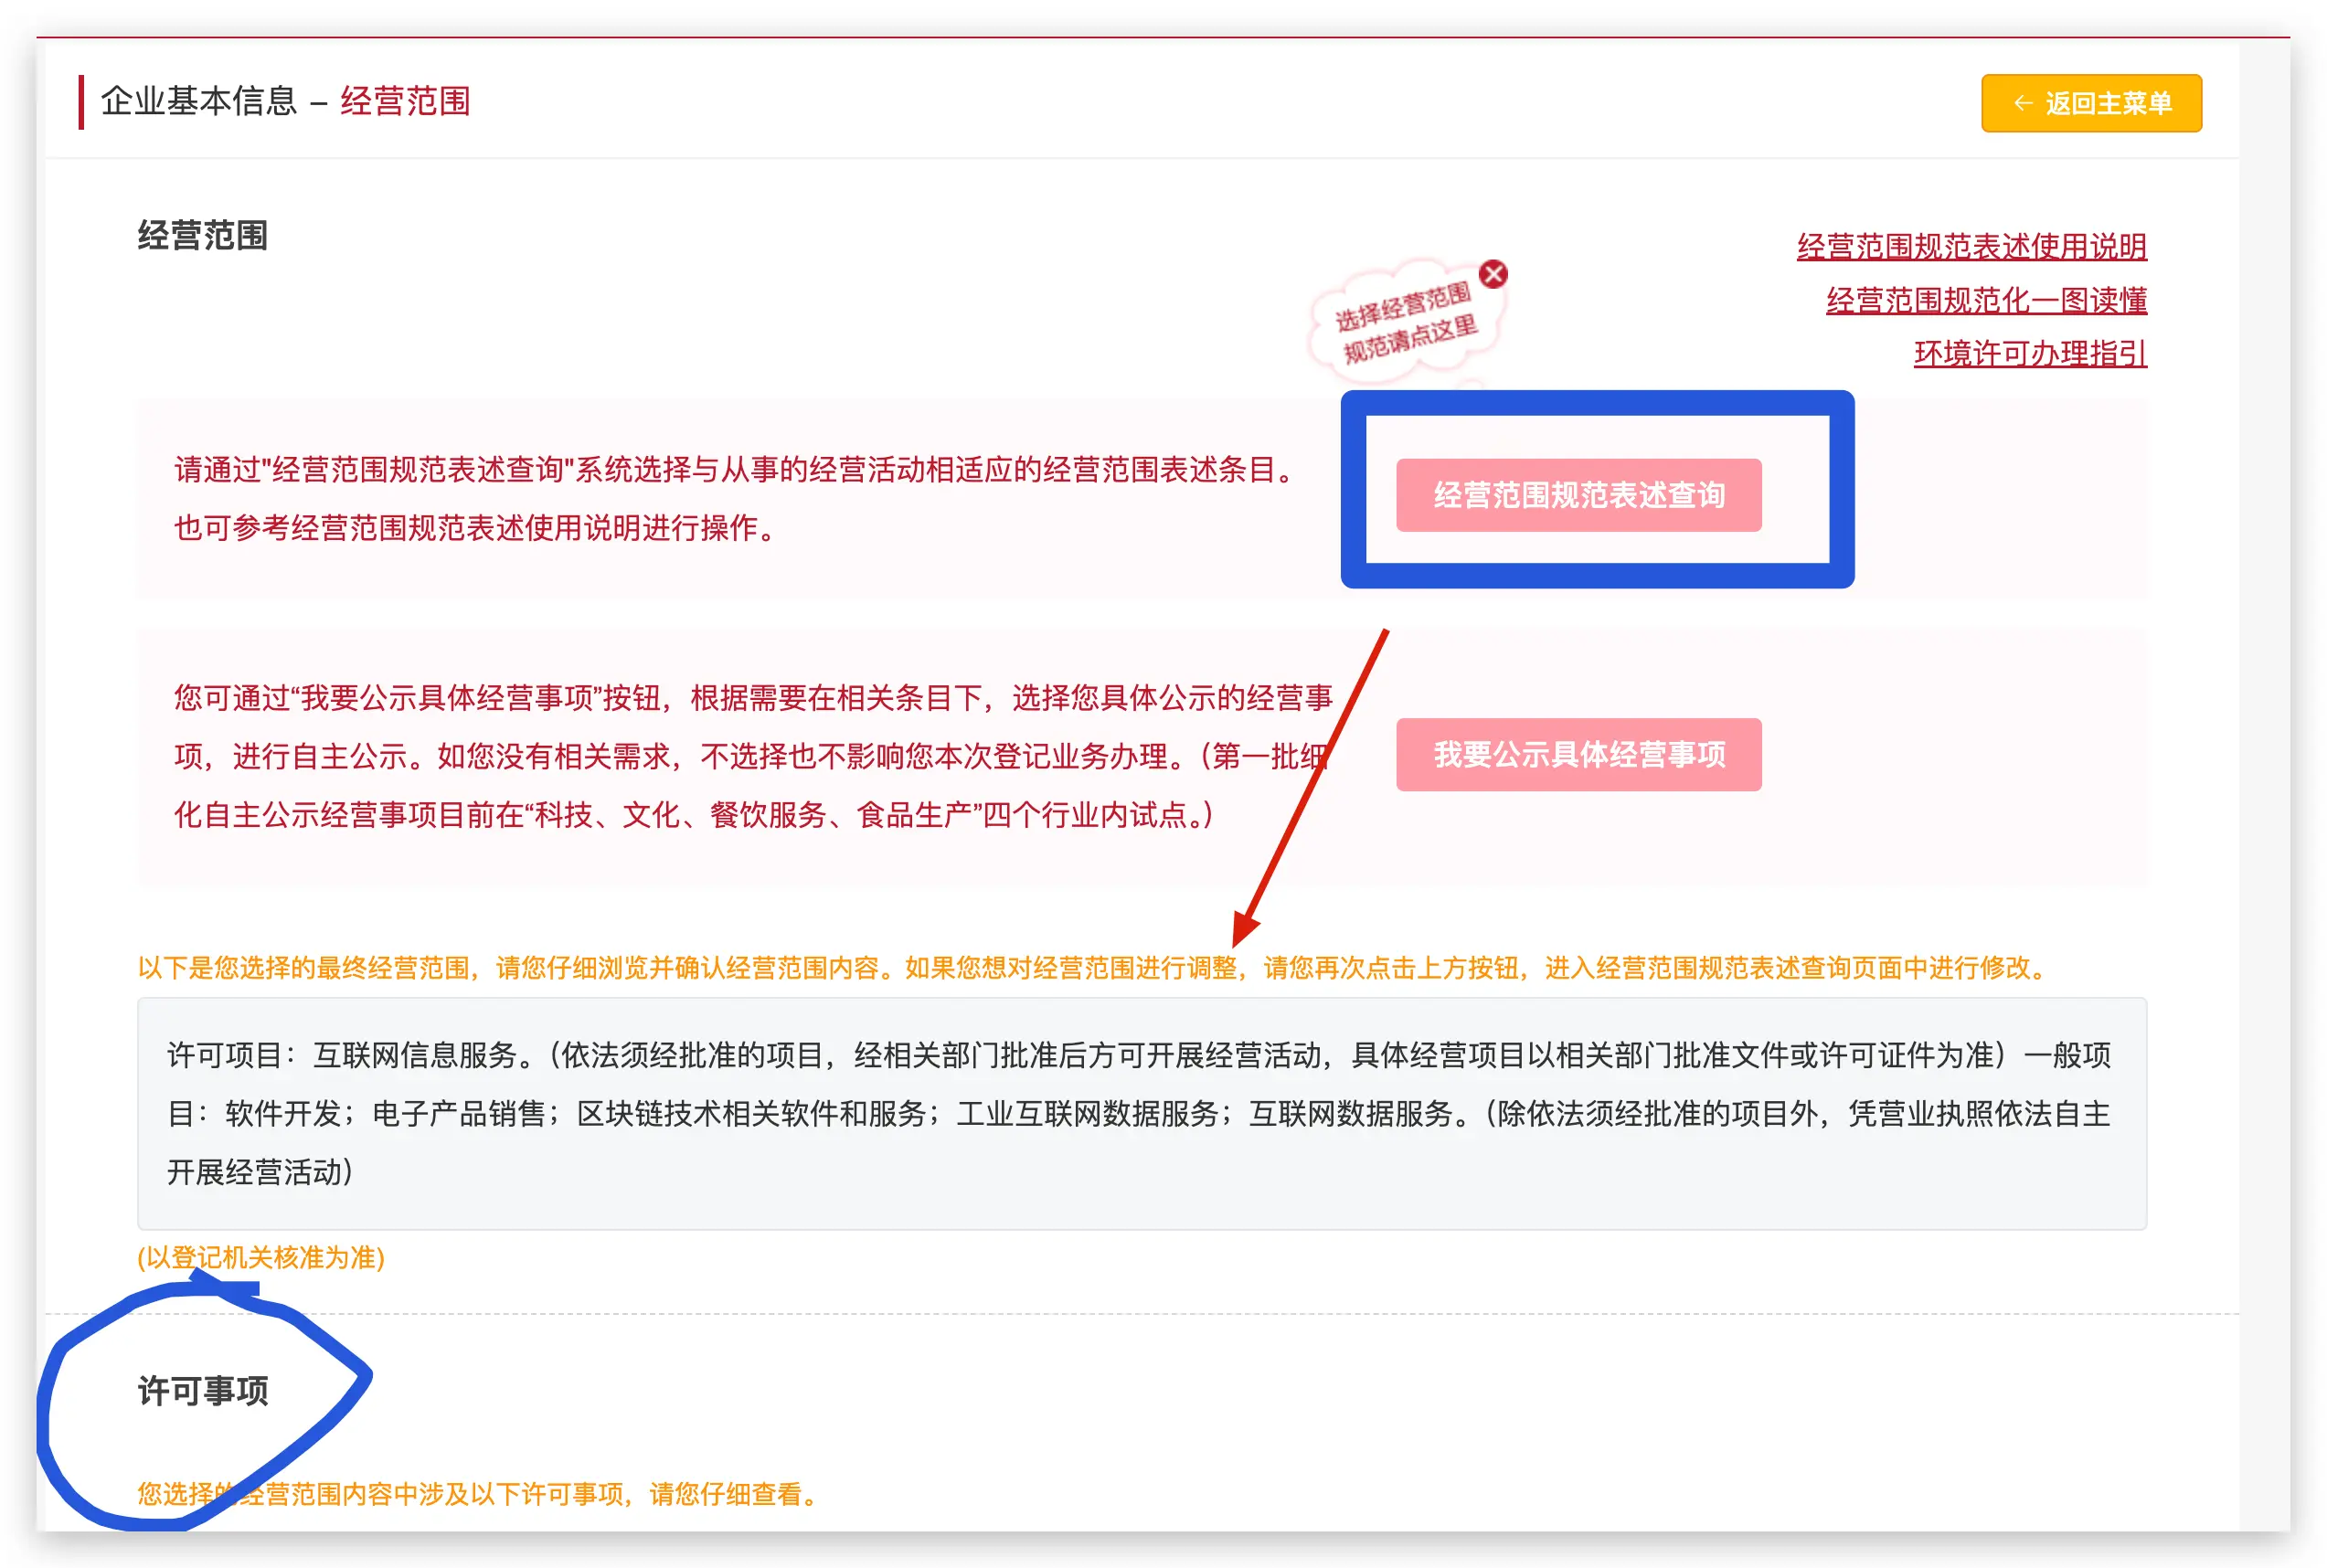 企业基本信息 – 经营范围
← 返回主菜单
经营范围
经营范围规范表述使用说明
经营范围规范化一图读懂
环境许可办理指引
选择经营范围
规范请点这里
请通过"经营范围规范表述查询"系统选择与从事的经营活动相适应的经营范围表述条目。
也可参考经营范围规范表述使用说明进行操作。
经营范围规范表述查询
您可通过“我要公示具体经营事项”按钮，根据需要在相关条目下，选择您具体公示的经营事
项，进行自主公示。如您没有相关需求，不选择也不影响您本次登记业务办理。（第一批细
化自主公示经营事项目前在“科技、文化、餐饮服务、食品生产”四个行业内试点。）
我要公示具体经营事项
以下是您选择的最终经营范围，请您仔细浏览并确认经营范围内容。如果您想对经营范围进行调整，请您再次点击上方按钮，进入经营范围规范表述查询页面中进行修改。
许可项目：互联网信息服务。（依法须经批准的项目，经相关部门批准后方可开展经营活动，具体经营项目以相关部门批准文件或许可证件为准）一般项
目：软件开发；电子产品销售；区块链技术相关软件和服务；工业互联网数据服务；互联网数据服务。（除依法须经批准的项目外，凭营业执照依法自主
开展经营活动）
(以登记机关核准为准)
许可事项
您选择的经营范围内容中涉及以下许可事项，请您仔细查看。